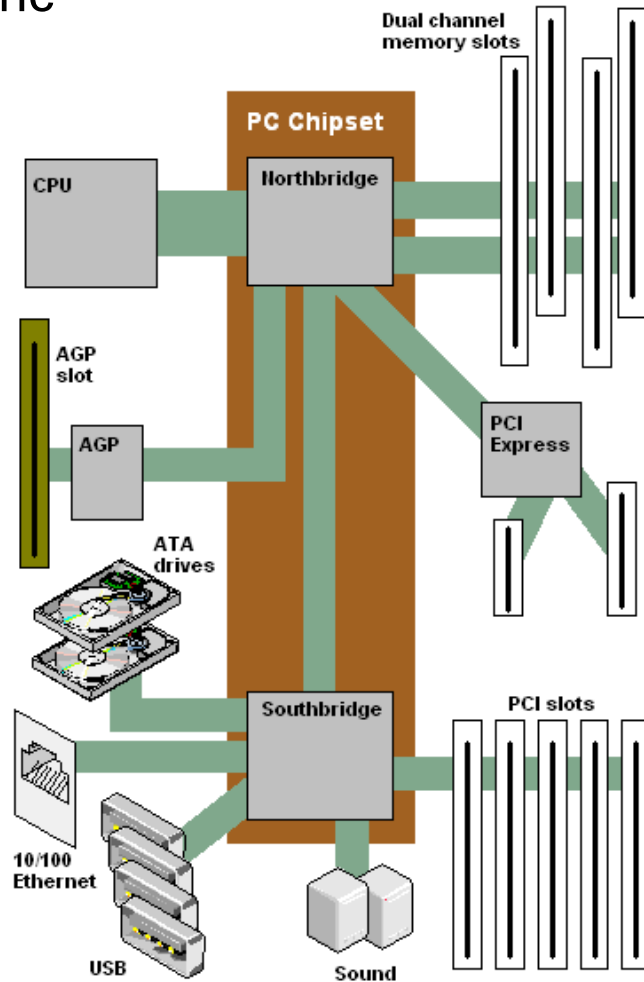 Dual channel
memory slots
PC Chipset
CPU
Northbridge
AGP
slot
AGP
PCI
Express
ATA
drives
Southbridge
PCI slots
10/100
Ethernet
USB
Sound